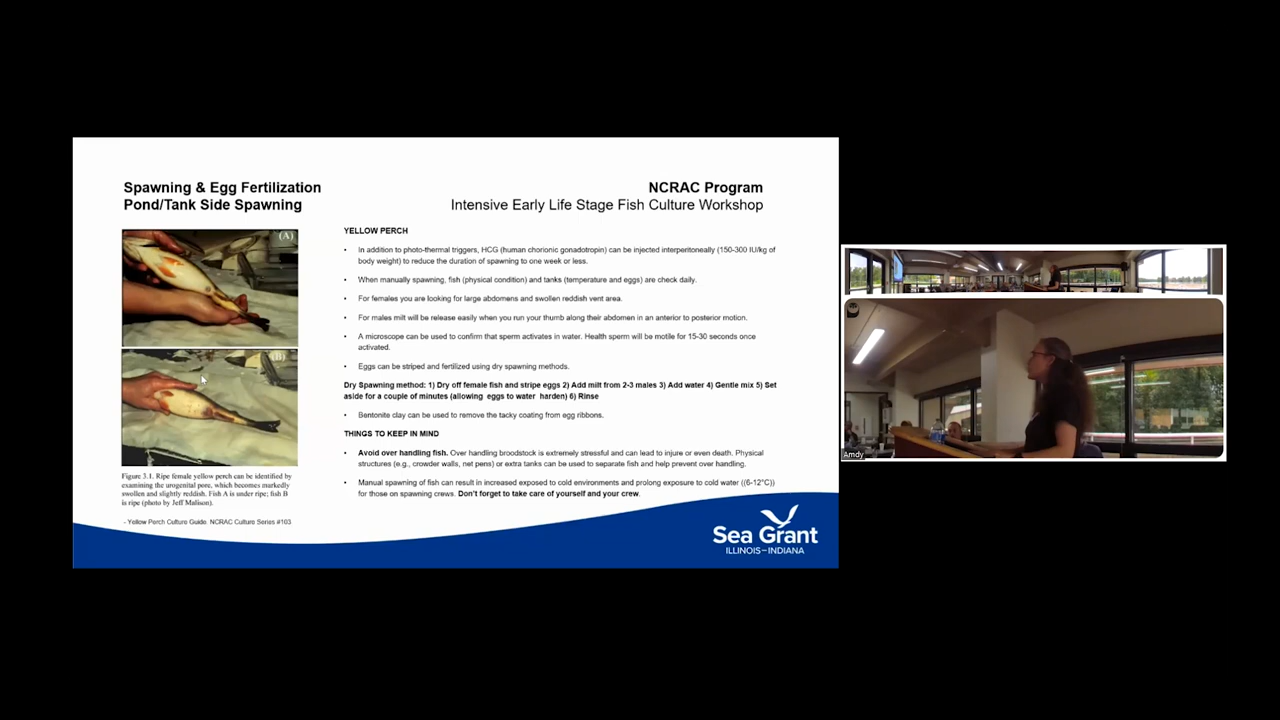 Spawning & Egg Fertilization
Pond/Tank Side Spawning
NCRAC Program
Intensive Early Life Stage Fish Culture Workshop
(A)
(B)
Figure 3.1. Ripe female yellow perch can be identified by
examining the urogenital pore, which becomes markedly
swollen and slightly reddish. Fish A is under ripe; fish B
is ripe (photo by Jeff Malison).
- Yellow Perch Culture Guide. NCRAC Culture Series #103
YELLOW PERCH
• In addition to photo-thermal triggers, HCG (human chorionic gonadotropin) can be injected interperitoneally (150-300 IU/kg of
body weight) to reduce the duration of spawning to one week or less.
• When manually spawning, fish (physical condition) and tanks (temperature and eggs) are check daily.
• For females you are looking for large abdomens and swollen reddish vent area.
• For males milt will be release easily when you run your thumb along their abdomen in an anterior to posterior motion.
• A microscope can be used to confirm that sperm activates in water. Health sperm will be motile for 15-30 seconds once
activated.
• Eggs can be striped and fertilized using dry spawning methods.
Dry Spawning method: 1) Dry off female fish and stripe eggs 2) Add milt from 2-3 males 3) Add water 4) Gentle mix 5) Set
aside for a couple of minutes (allowing eggs to water harden) 6) Rinse
• Bentonite clay can be used to remove the tacky coating from egg ribbons.
THINGS TO KEEP IN MIND
• Avoid over handling fish. Over handling broodstock is extremely stressful and can lead to injury or even death. Physical
structures (e.g., crowder walls, net pens) or extra tanks can be used to separate fish and help prevent over handling.
• Manual spawning of fish can result in increased exposed to cold environments and prolong exposure to cold water ((6-12°C))
for those on spawning crews. Don't forget to take care of yourself and your crew.
Sea Grant
ILLINOIS–INDIANA
Amdy